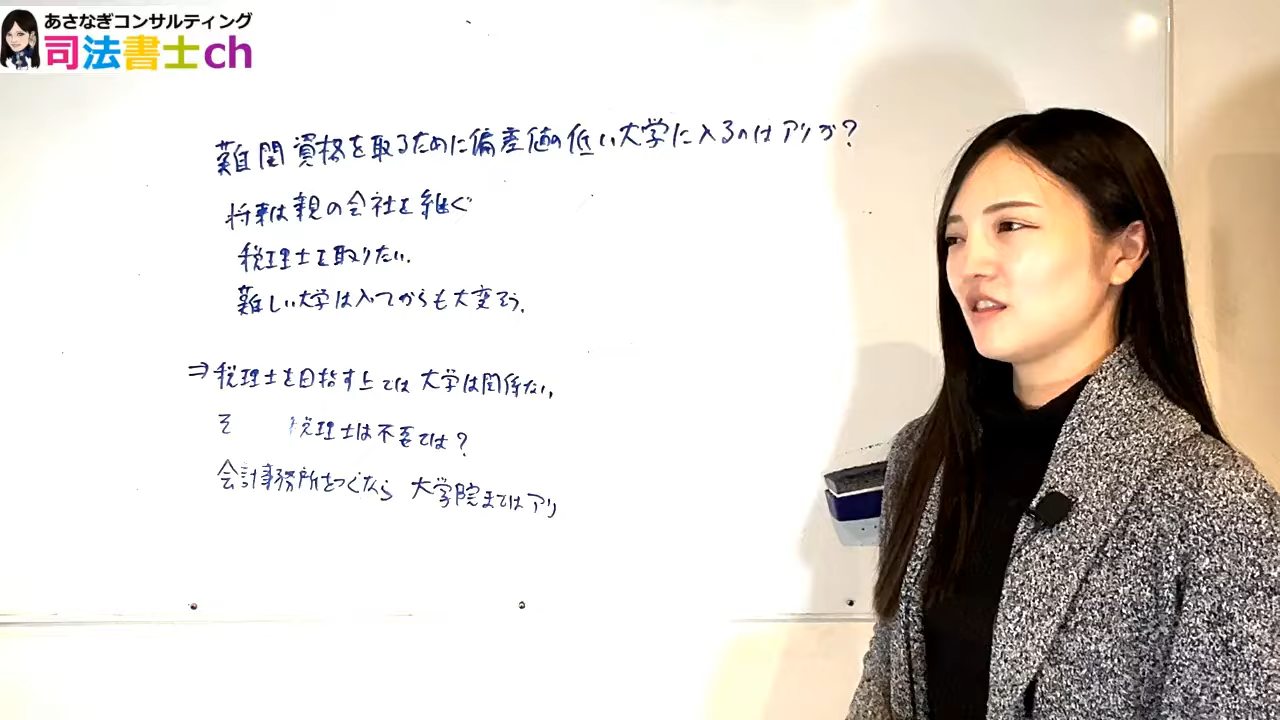 あさなぎコンサルティング
司法書士ch
難関資格を取るために偏差値の低い大学に入るのはアリか?
将来は親の会社を継ぐ
税理士を取りたい。
難しい大学は入ってからも大変そう。
⇒税理士を目指す上では大学は関係ない。
そ 税理士は不要では?
会計事務所をつぐなら 大学院まではアリ